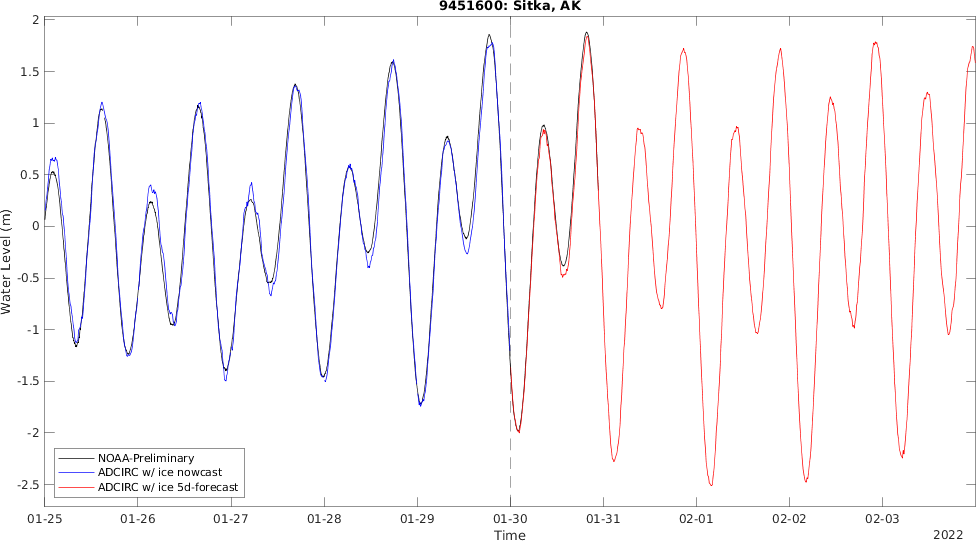 9451600: Sitka, AK
2
1.5
1
0.5
0
-0.5
-1
-1.5
-2
-2.5
Water Level (m)
NOAA-Preliminary
ADCIRC w/ ice nowcast
ADCIRC w/ ice 5d-forecast
01-25 01-26 01-27 01-28 01-29 01-30 01-31 02-01 02-02 02-03
Time
2022